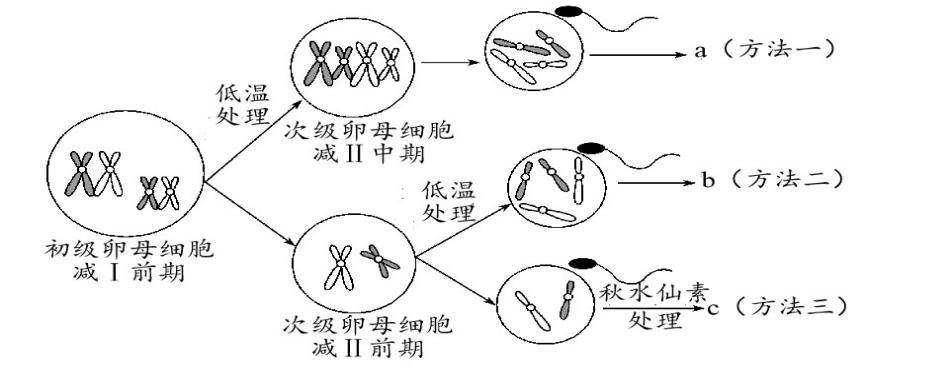 低温
处理
次级卵母细胞
减II中期
a（方法一）
初级卵母细胞
减I前期
低温
处理
b（方法二）
次级卵母细胞
减II前期
秋水仙素
处理
c（方法三）